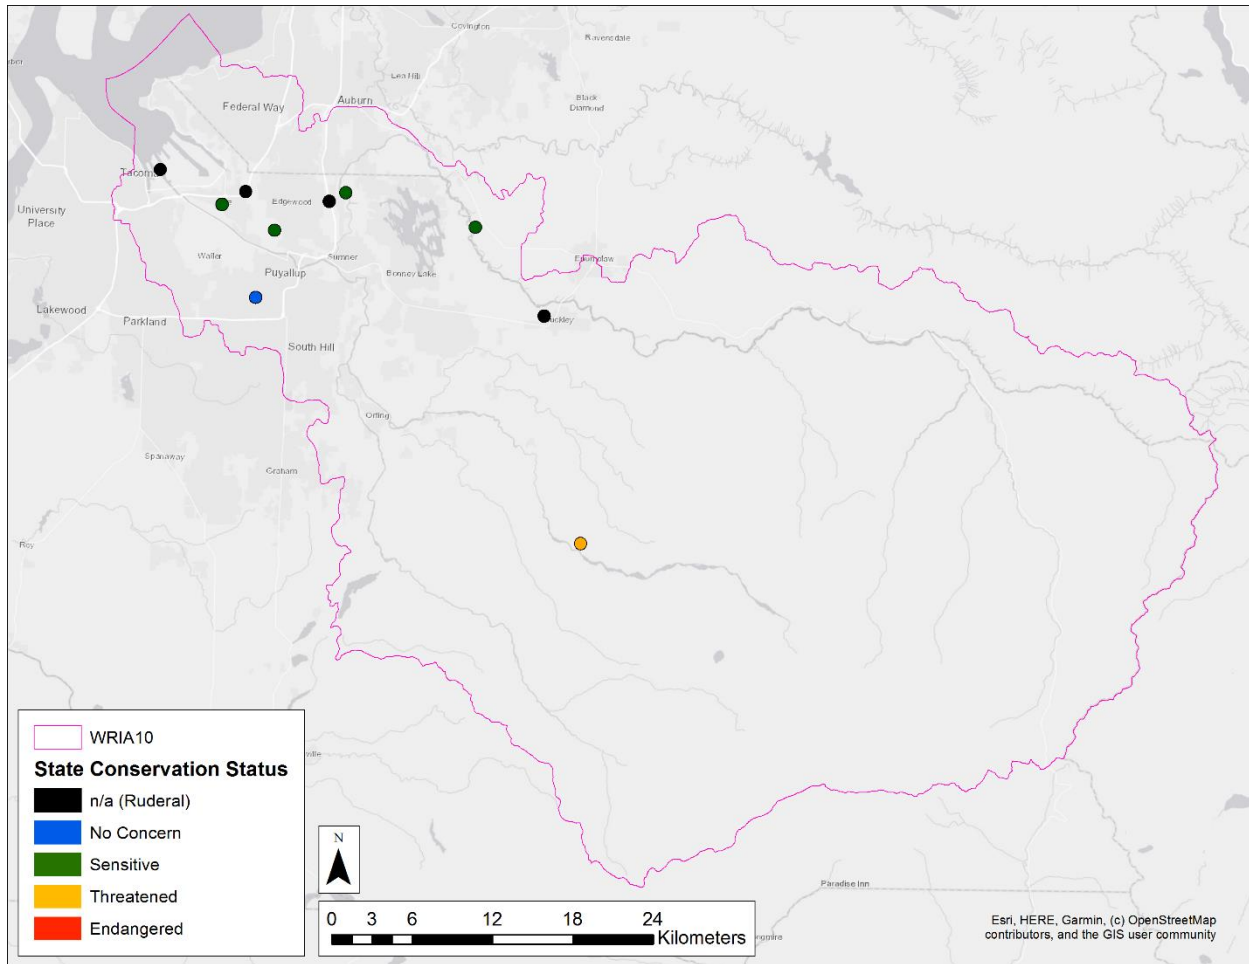 Covington
Ravensdale
Lea Hill
Black
Diamond
Federal Way
Auburn
Tacoma
University
Place
Edgewood
Waller
Sumner
Puyallup
Bonney Lake
Enumclaw
Lakewood
Parkland
uckley
South Hill
Orting
Spanaway
Graham
Roy
Paradise Inn
WRIA10
State Conservation Status
n/a (Ruderal)
No Concern
Sensitive
Threatened
Endangered
N
0 3 6 12 18 24
Kilometers
Esri, HERE, Garmin, (c) OpenStreetMap
contributors, and the GIS user community